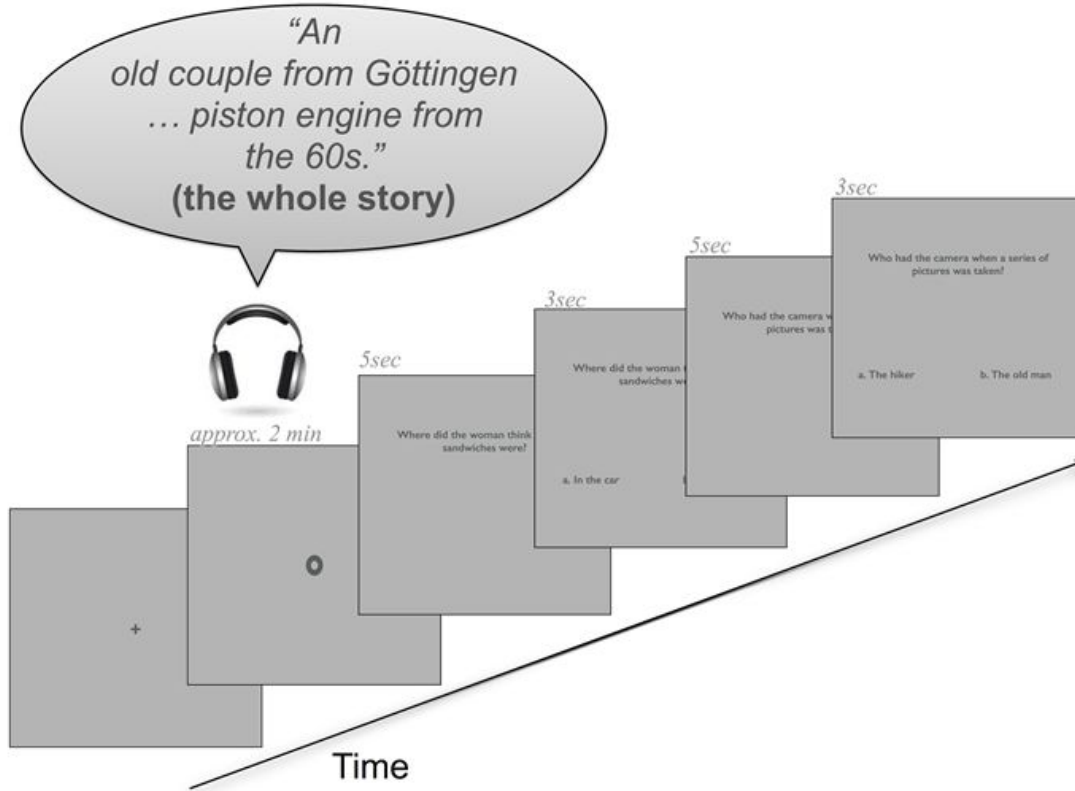 “An
old couple from Göttingen
… piston engine from
the 60s.”
(the whole story)
approx. 2 min
5sec
Where did the woman think
sandwiches were?
3sec
Where did the woman
sandwiches
a. In the car
5sec
Who had the camera
pictures was
3sec
Who had the camera when a series of
pictures was taken?
a. The hiker
b. The old man
Time